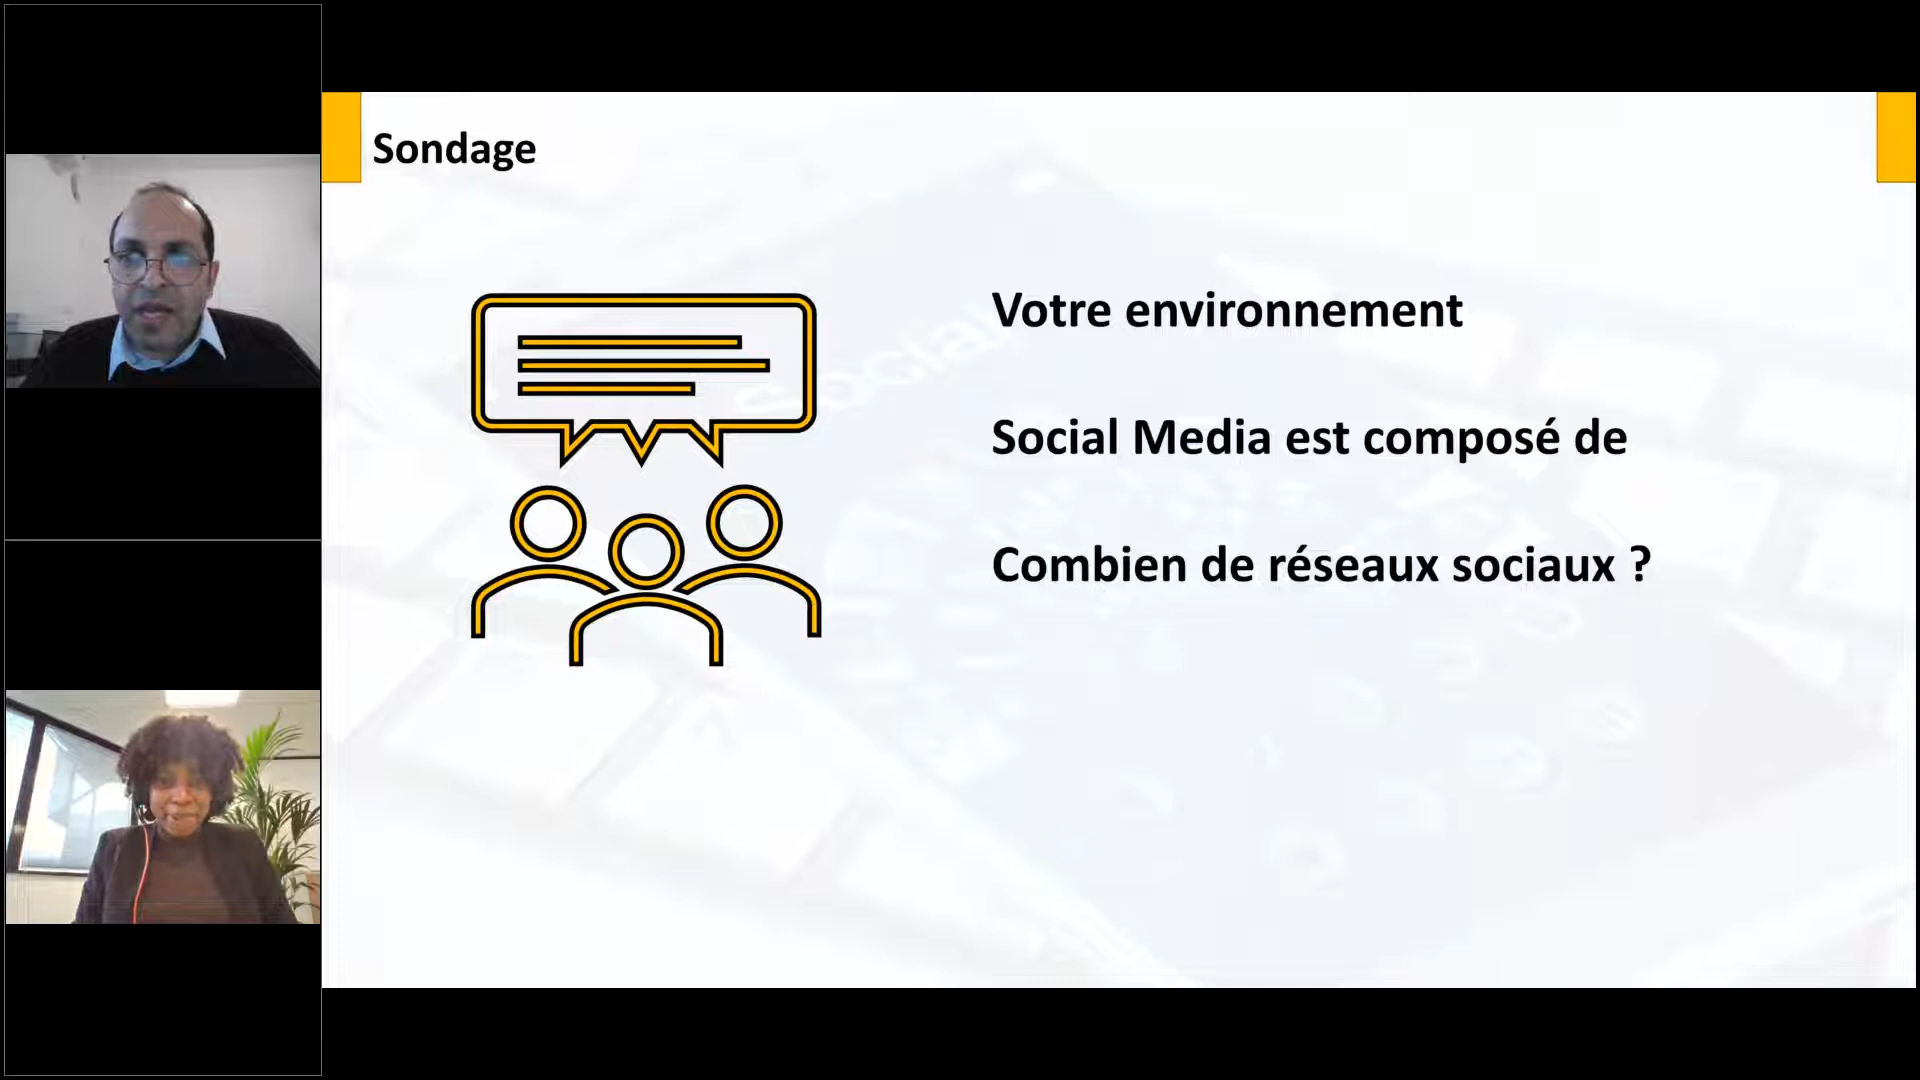 Sondage
Votre environnement
Social Media est composé de
Combien de réseaux sociaux ?